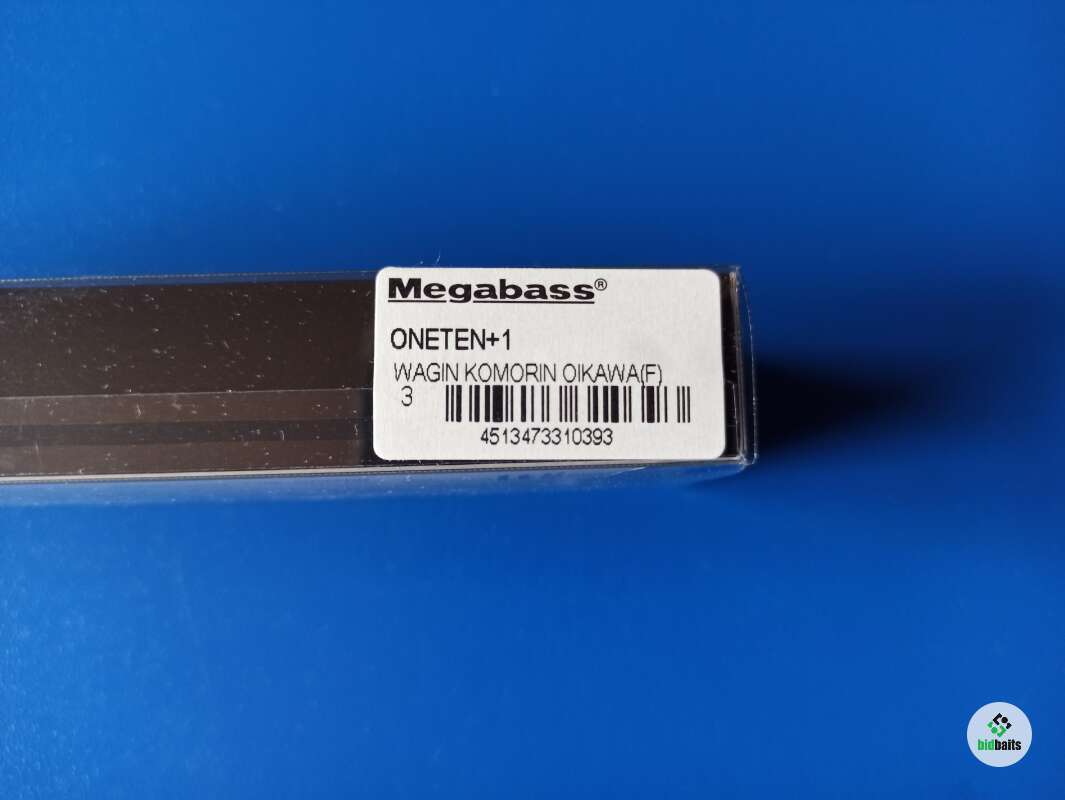 Megabass®
ONETEN+1
WAGIN KOMORIN OIKAWA(F)
3
4513473310393
bidbaits